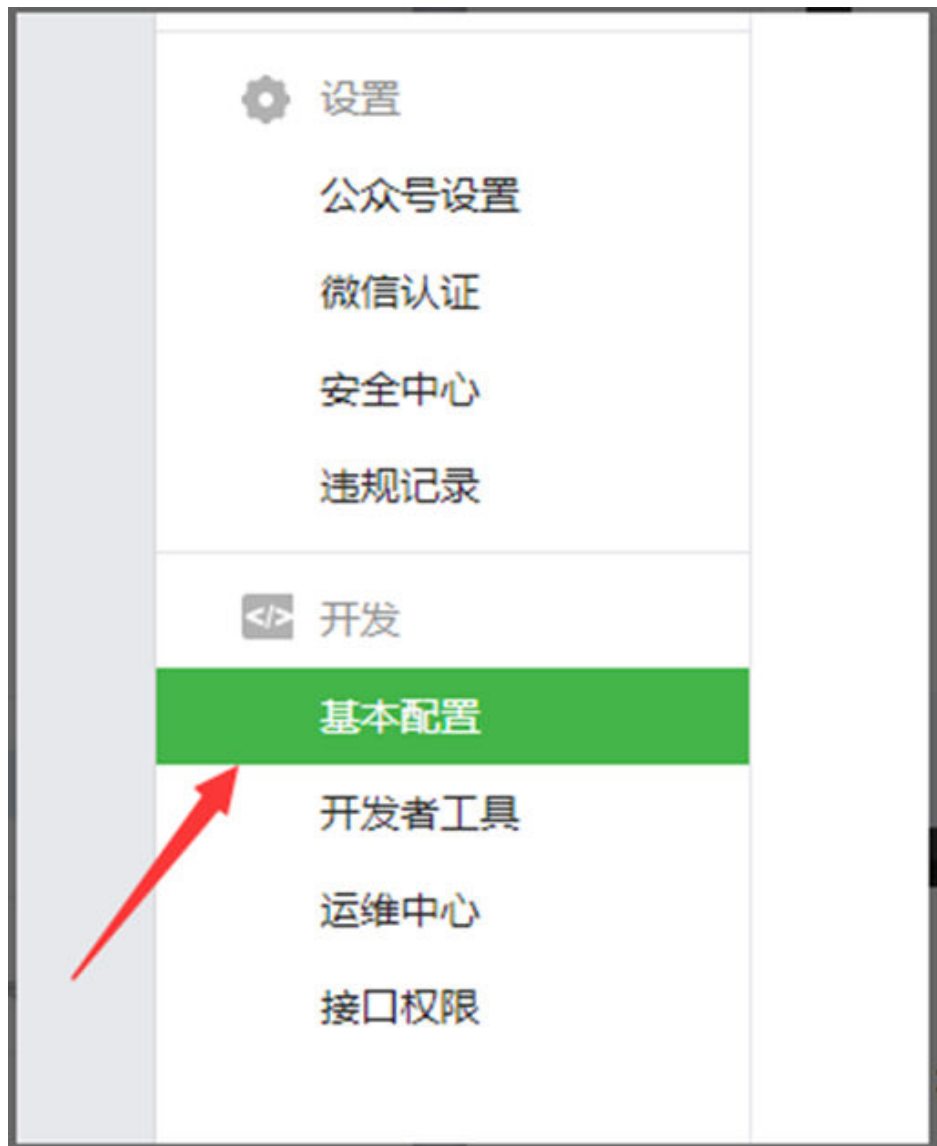 设置
公众号设置
微信认证
安全中心
违规记录
</> 开发
基本配置
开发者工具
运维中心
接口权限